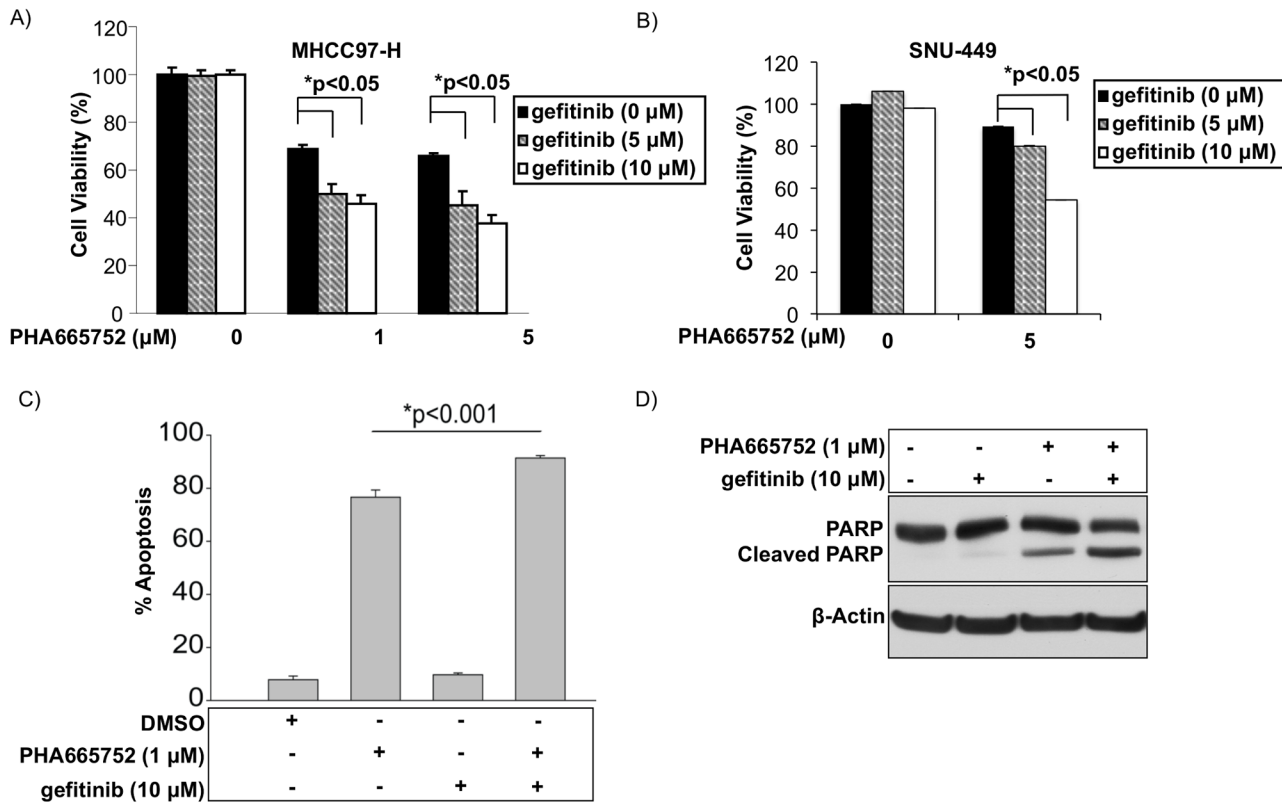 A)
MHCC97-H
*p<0.05
*p<0.05
gefitinib (0 µM)
gefitinib (5 µM)
gefitinib (10 µM)
Cell Viability (%)
120
100
80
60
40
20
0
PHA665752 (µM) 0 1 5
B)
SNU-449
*p<0.05
gefitinib (0 µM)
gefitinib (5 µM)
gefitinib (10 µM)
Cell Viability (%)
120
100
80
60
40
20
0
PHA665752 (µM) 0 5
C)
*p<0.001
% Apoptosis
100
80
60
40
20
0
DMSO + - - -
PHA665752 (1 µM) - + - +
gefitinib (10 µM) - - + +
D)
PHA665752 (1 µM) - - + +
gefitinib (10 µM) - + - +
PARP
Cleaved PARP
β-Actin